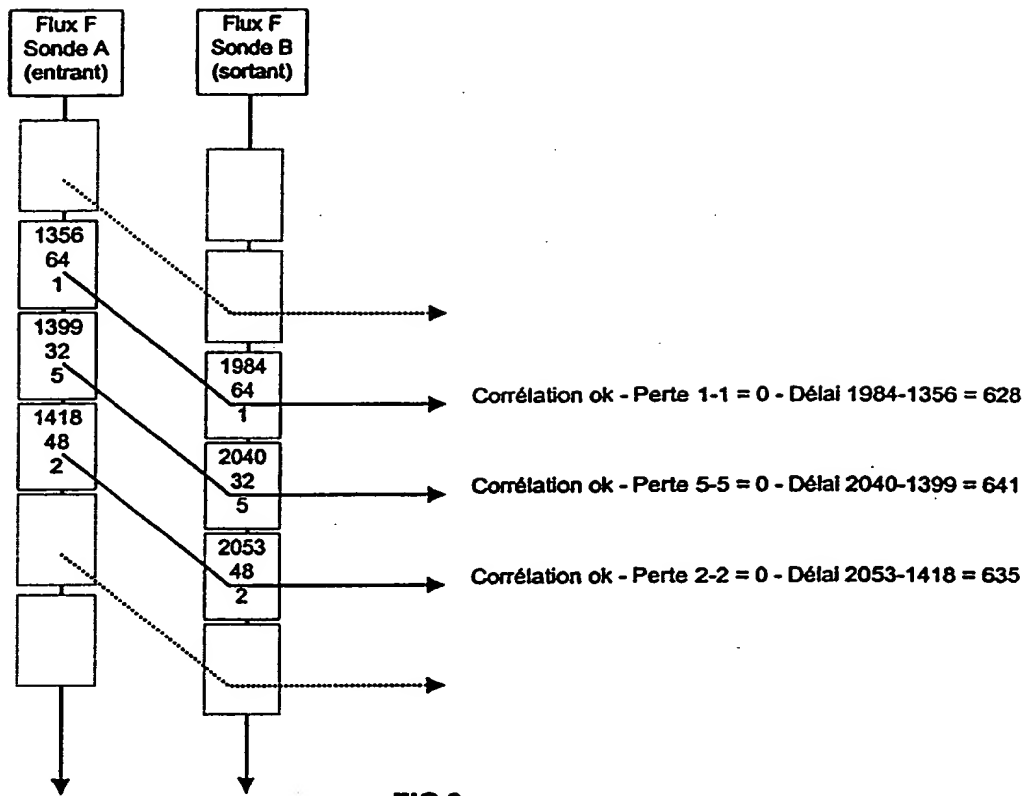 Flux F
Sonde A
(entrant)
Flux F
Sonde B
(sortant)
1356
64
1
1399
32
5
1418
48
2
1984
64
1
2040
32
5
2053
48
2
Corrélation ok - Perte 1-1 = 0 - Délai 1984-1356 = 628
Corrélation ok - Perte 5-5 = 0 - Délai 2040-1399 = 641
Corrélation ok - Perte 2-2 = 0 - Délai 2053-1418 = 635